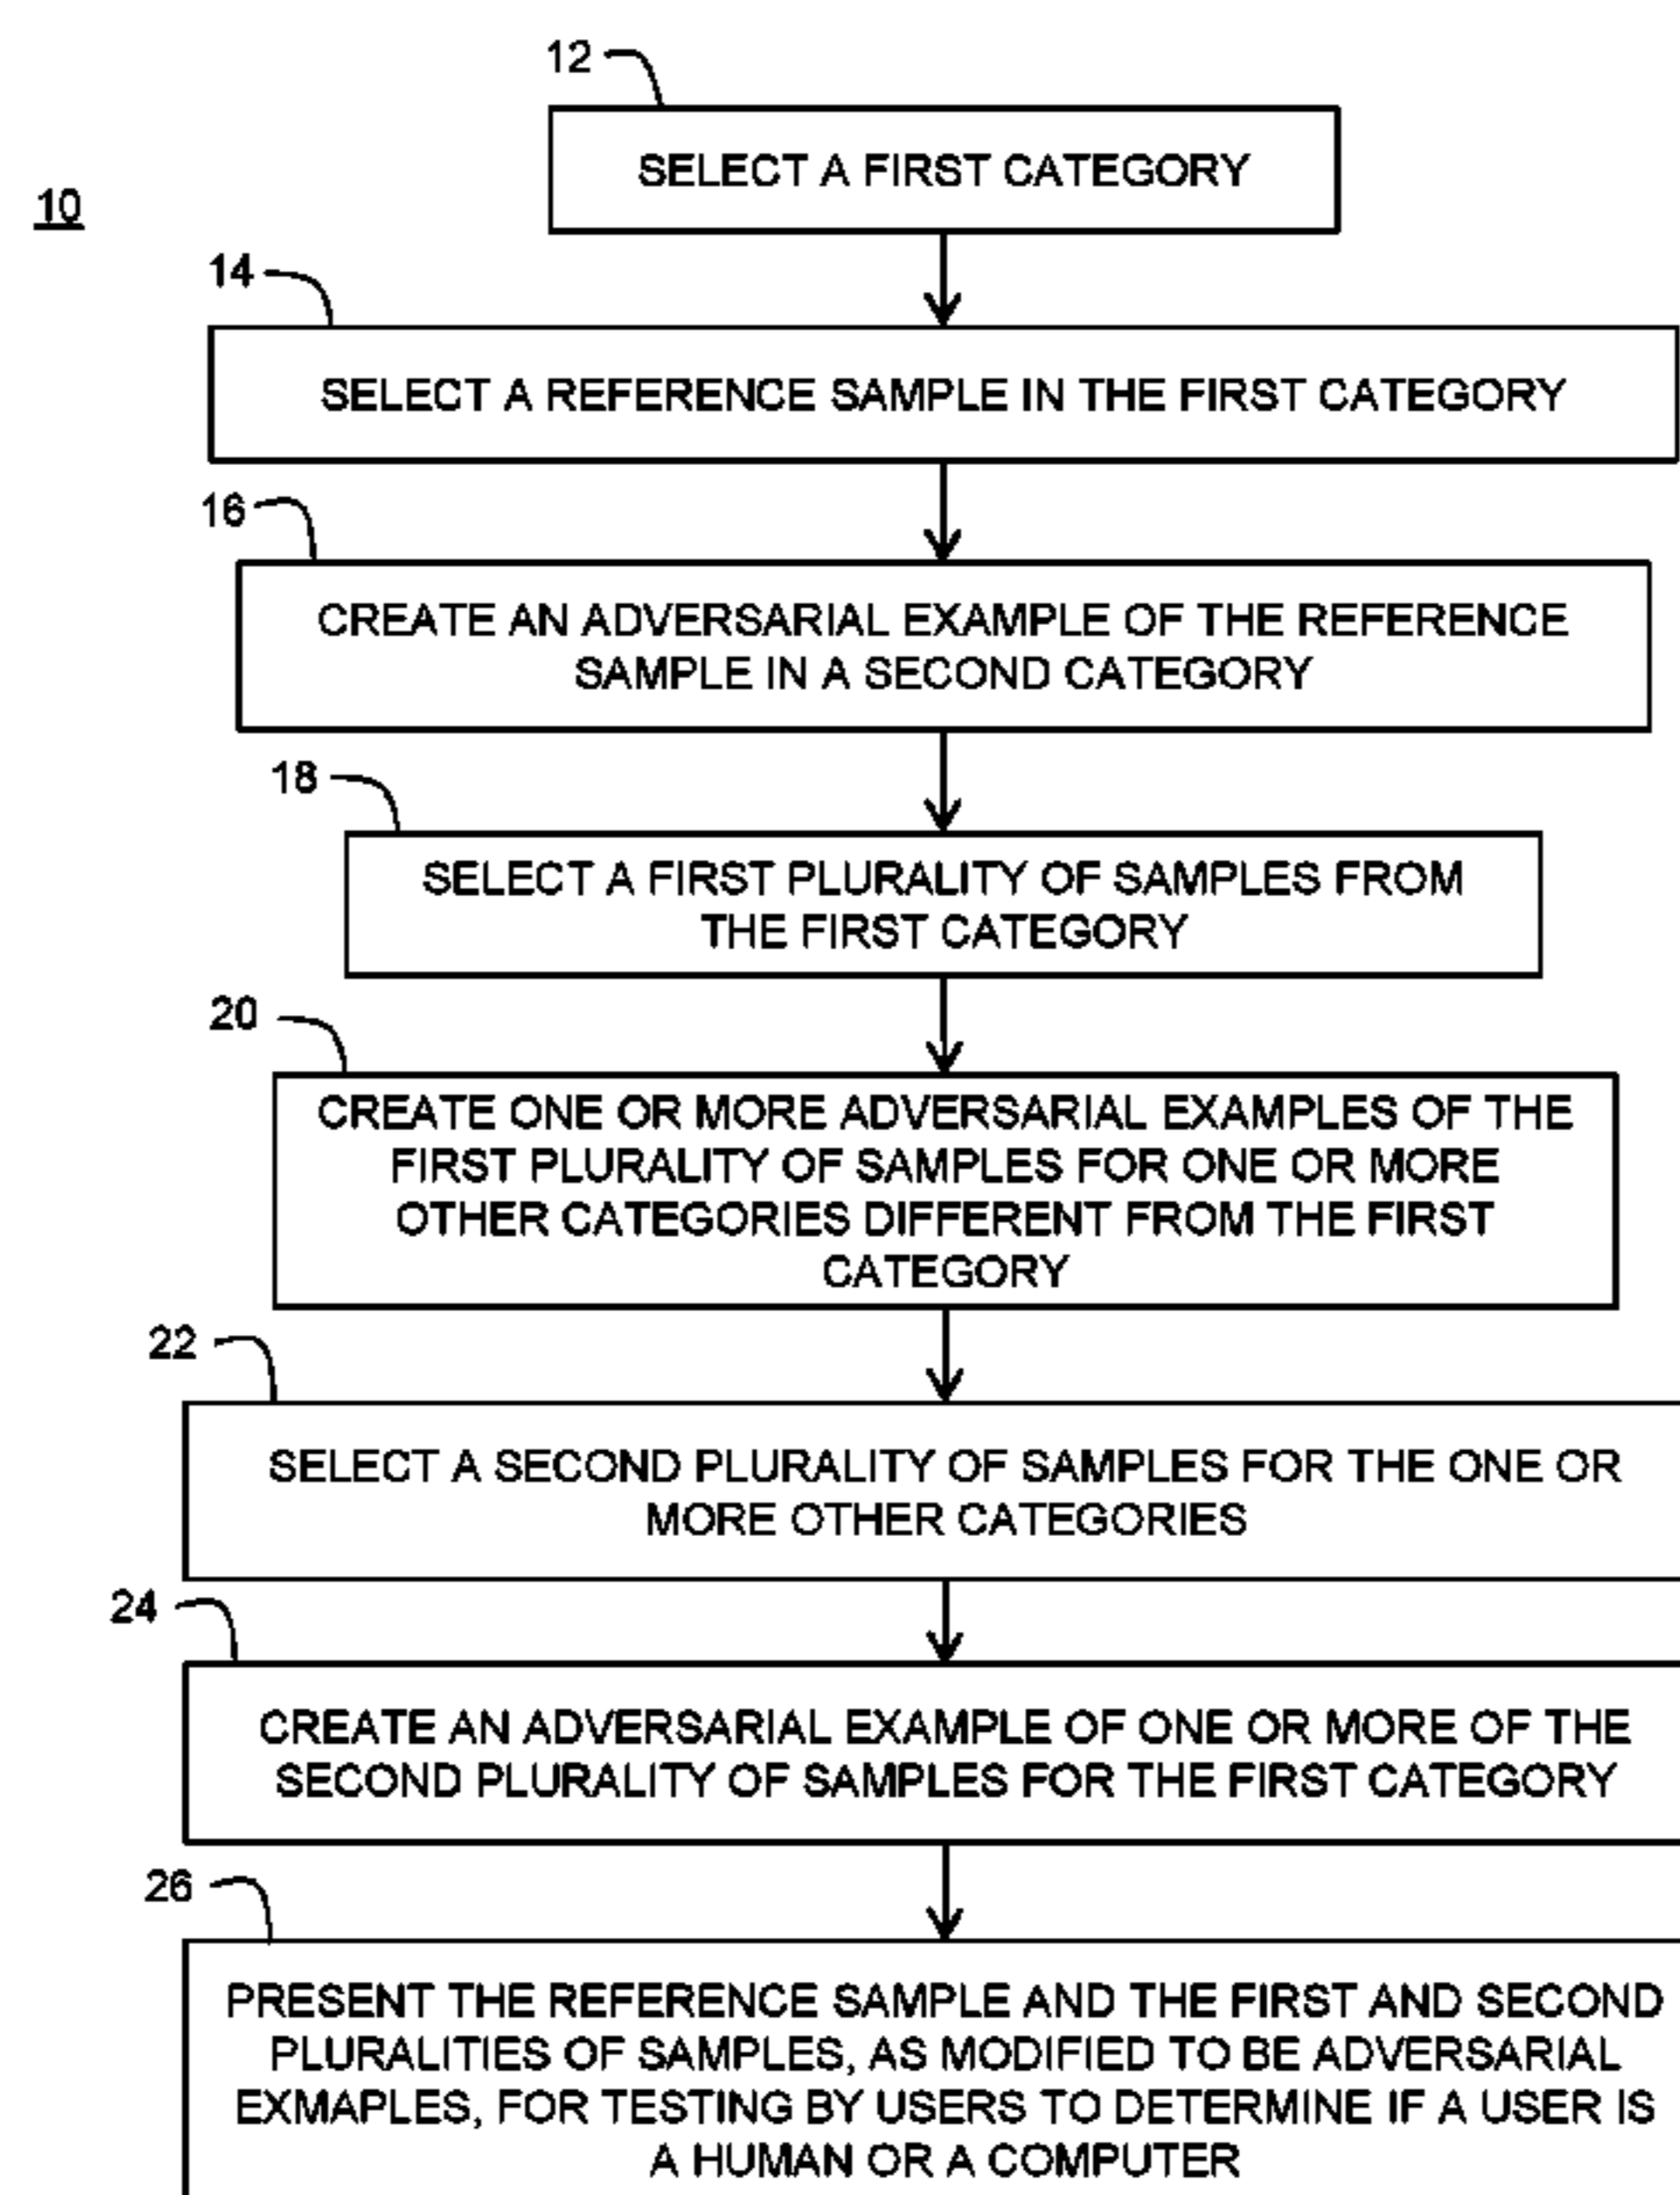 12
SELECT A FIRST CATEGORY
10
14
SELECT A REFERENCE SAMPLE IN THE FIRST CATEGORY
16
CREATE AN ADVERSARIAL EXAMPLE OF THE REFERENCE
SAMPLE IN A SECOND CATEGORY
18
SELECT A FIRST PLURALITY OF SAMPLES FROM
THE FIRST CATEGORY
20
CREATE ONE OR MORE ADVERSARIAL EXAMPLES OF THE
FIRST PLURALITY OF SAMPLES FOR ONE OR MORE
OTHER CATEGORIES DIFFERENT FROM THE FIRST
CATEGORY
22
SELECT A SECOND PLURALITY OF SAMPLES FOR THE ONE OR
MORE OTHER CATEGORIES
24
CREATE AN ADVERSARIAL EXAMPLE OF ONE OR MORE OF THE
SECOND PLURALITY OF SAMPLES FOR THE FIRST CATEGORY
26
PRESENT THE REFERENCE SAMPLE AND THE FIRST AND SECOND
PLURALITIES OF SAMPLES, AS MODIFIED TO BE ADVERSARIAL
EXMAPLES, FOR TESTING BY USERS TO DETERMINE IF A USER IS
A HUMAN OR A COMPUTER